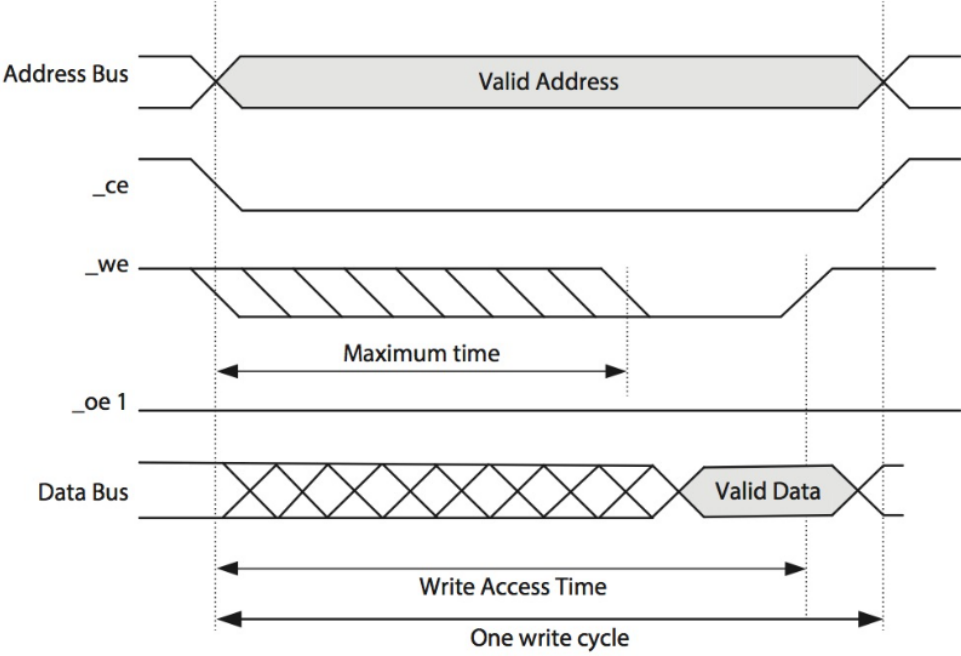 Address Bus
Valid Address
_ce
_we
Maximum time
_oe 1
Data Bus
Valid Data
Write Access Time
One write cycle